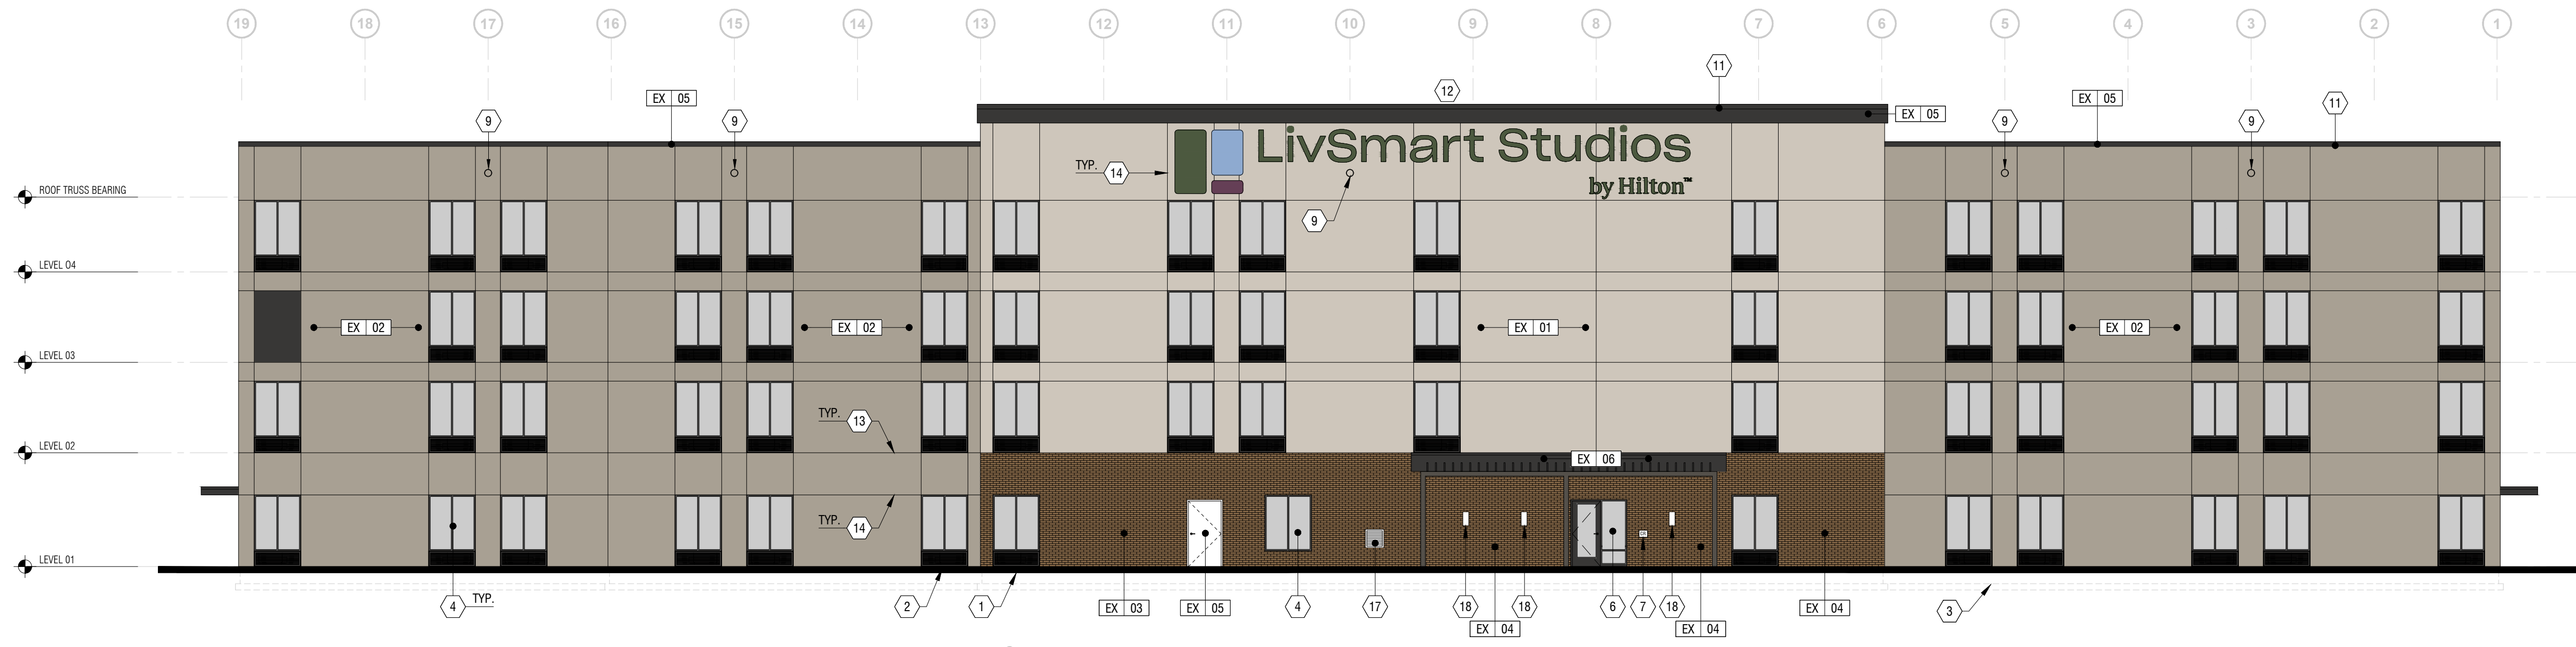 19 18 17 16 15 14 13 12 11 10 9 8 7 6 5 4 3 2 1
11
12
EX 05
EX 05
11
9
9
EX 05
9
9
LivSmart Studios
TYP. 14
by Hilton™
ROOF TRUSS BEARING
9
LEVEL 04
EX 02
EX 02
EX 01
EX 02
LEVEL 03
TYP. 13
LEVEL 02
EX 06
TYP. 14
LEVEL 01
4 TYP.
2
1
EX 03
EX 05
4
17
18
18
6
7
18
EX 04
3
EX 04
EX 04